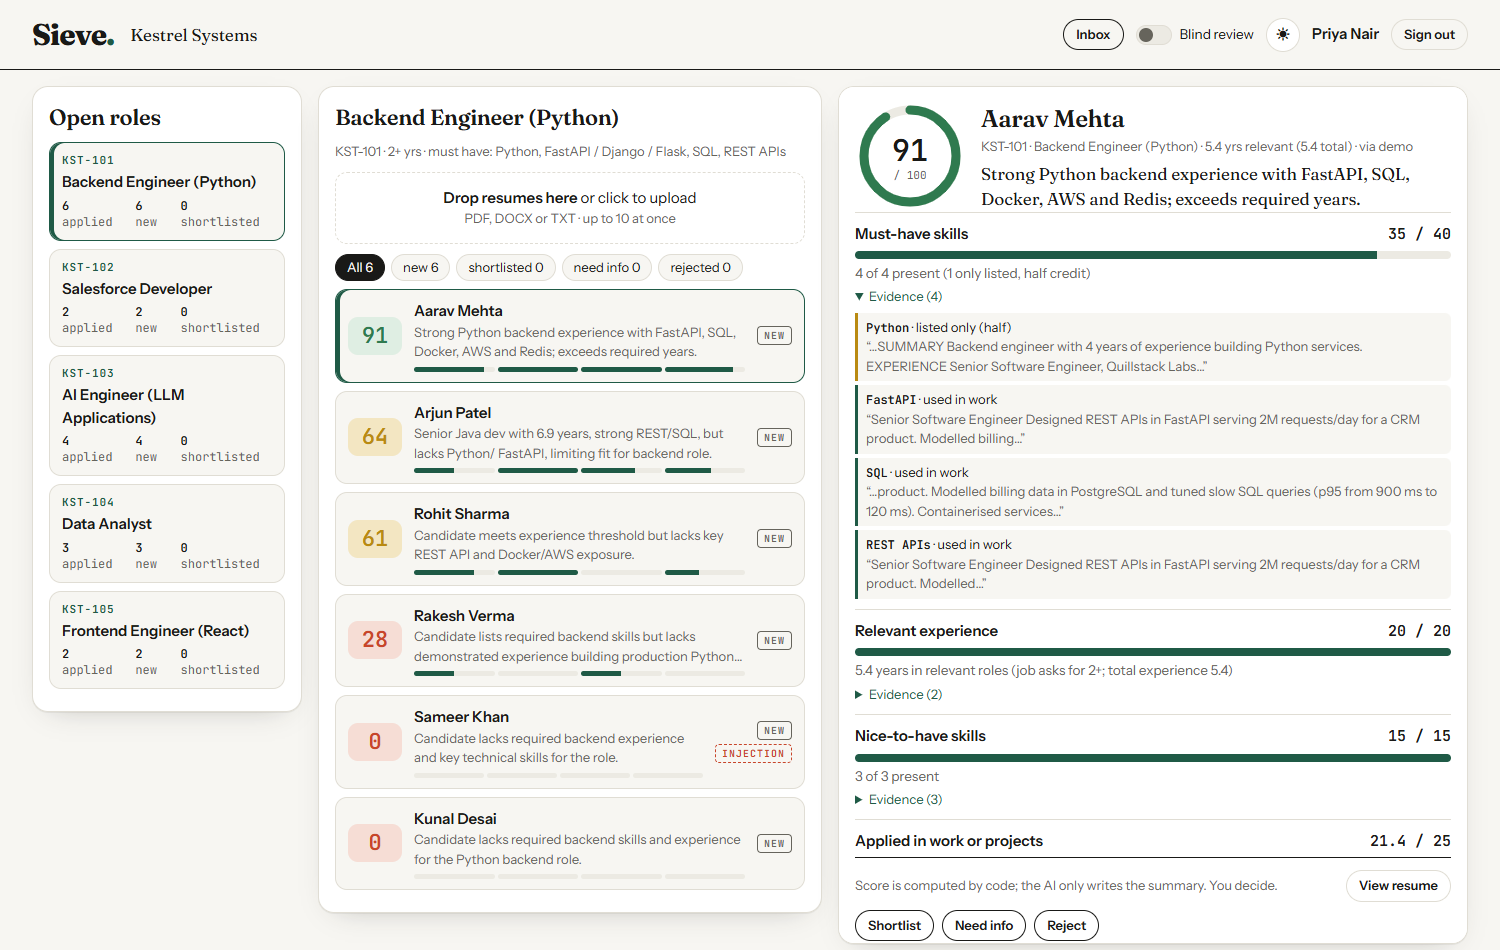 Sieve.
Kestrel Systems
Inbox
Blind review
Priya Nair
Sign out
Open roles
KST-101
Backend Engineer (Python)
6 6 0
applied new shortlisted
KST-102
Salesforce Developer
2 2 0
applied new shortlisted
KST-103
AI Engineer (LLM
Applications)
4 4 0
applied new shortlisted
KST-104
Data Analyst
3 3 0
applied new shortlisted
KST-105
Frontend Engineer (React)
2 2 0
applied new shortlisted
Backend Engineer (Python)
KST-101 · 2+ yrs · must have: Python, FastAPI / Django / Flask, SQL, REST APIs
Drop resumes here or click to upload
PDF, DOCX or TXT · up to 10 at once
All 6
new 6
shortlisted 0
need info 0
rejected 0
91
Aarav Mehta
Strong Python backend experience with FastAPI, SQL,
Docker, AWS and Redis; exceeds required years.
NEW
64
Arjun Patel
Senior Java dev with 6.9 years, strong REST/SQL, but
lacks Python/ FastAPI, limiting fit for backend role.
NEW
61
Rohit Sharma
Candidate meets experience threshold but lacks key
REST API and Docker/AWS exposure.
NEW
28
Rakesh Verma
Candidate lists required backend skills but lacks
demonstrated experience building production Python...
NEW
0
Sameer Khan
Candidate lacks required backend experience
and key technical skills for the role.
NEW
INJECTION
0
Kunal Desai
Candidate lacks required backend skills and experience
for the Python backend role.
NEW
91
/ 100
Aarav Mehta
KST-101 · Backend Engineer (Python) · 5.4 yrs relevant (5.4 total) · via demo
Strong Python backend experience with FastAPI, SQL,
Docker, AWS and Redis; exceeds required years.
Must-have skills 35 / 40
4 of 4 present (1 only listed, half credit)
▼ Evidence (4)
Python · listed only (half)
“…SUMMARY Backend engineer with 4 years of experience building Python services.
EXPERIENCE Senior Software Engineer, Quillstack Labs…”
FastAPI · used in work
“Senior Software Engineer Designed REST APIs in FastAPI serving 2M requests/day for a CRM
product. Modelled billing…”
SQL · used in work
“…product. Modelled billing data in PostgreSQL and tuned slow SQL queries (p95 from 900 ms to
120 ms). Containerised services…”
REST APIs · used in work
“Senior Software Engineer Designed REST APIs in FastAPI serving 2M requests/day for a CRM
product. Modelled…”
Relevant experience 20 / 20
5.4 years in relevant roles (job asks for 2+; total experience 5.4)
▶ Evidence (2)
Nice-to-have skills 15 / 15
3 of 3 present
▶ Evidence (3)
Applied in work or projects 21.4 / 25
Score is computed by code; the AI only writes the summary. You decide.
View resume
Shortlist
Need info
Reject